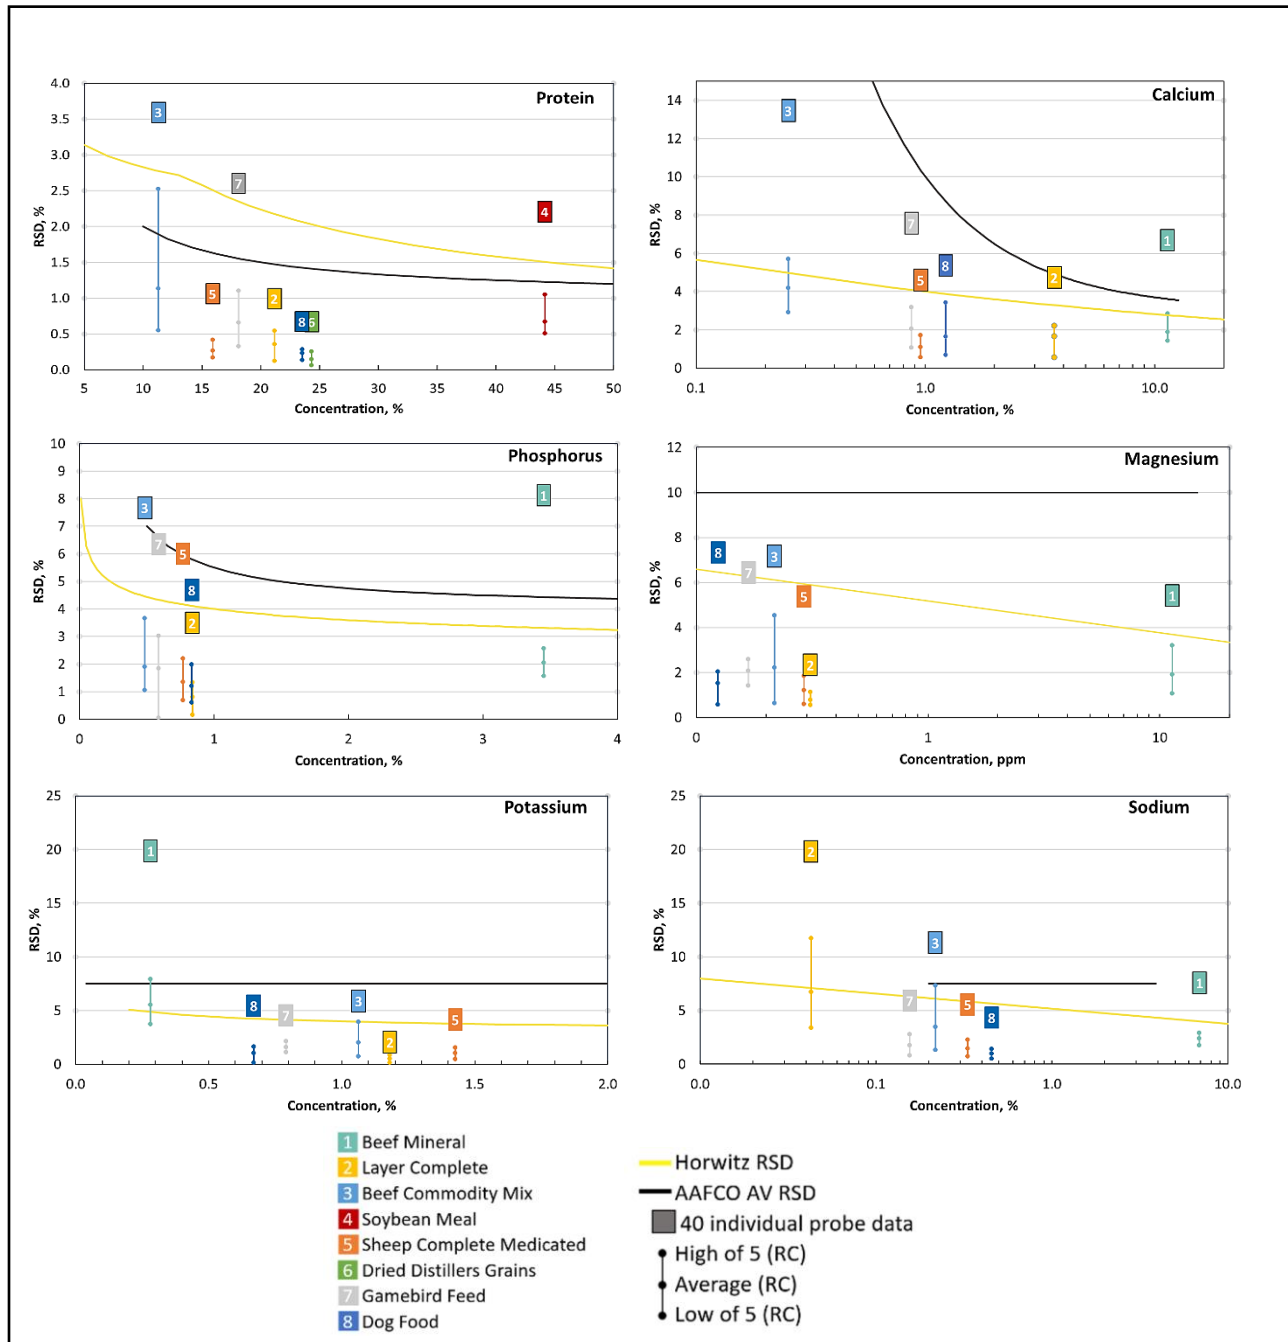 Protein
4.0
3.5
3.0
2.5
2.0
1.5
1.0
0.5
0.0
RSD, %
3
7
4
5
2
8
6
5 10 15 20 25 30 35 40 45 50
Concentration, %
Calcium
14
12
10
8
6
4
2
0
RSD, %
3
7
5
8
2
1
0.1 1.0 10.0
Concentration, %
Phosphorus
10
9
8
7
6
5
4
3
2
1
0
RSD, %
3
7
5
8
2
1
0 1 2 3 4
Concentration, %
Magnesium
12
10
8
6
4
2
0
RSD, %
8
7
3
5
2
1
0 1 10
Concentration, ppm
Potassium
25
20
15
10
5
0
RSD, %
1
8
7
3
2
5
0.0 0.5 1.0 1.5 2.0
Concentration, %
Sodium
25
20
15
10
5
0
RSD, %
2
7
3
5
8
1
0.0 0.1 1.0 10.0
Concentration, %
1 Beef Mineral
2 Layer Complete
3 Beef Commodity Mix
4 Soybean Meal
5 Sheep Complete Medicated
6 Dried Distillers Grains
7 Gamebird Feed
8 Dog Food
Horwitz RSD
AAFCO AV RSD
40 individual probe data
High of 5 (RC)
Average (RC)
Low of 5 (RC)